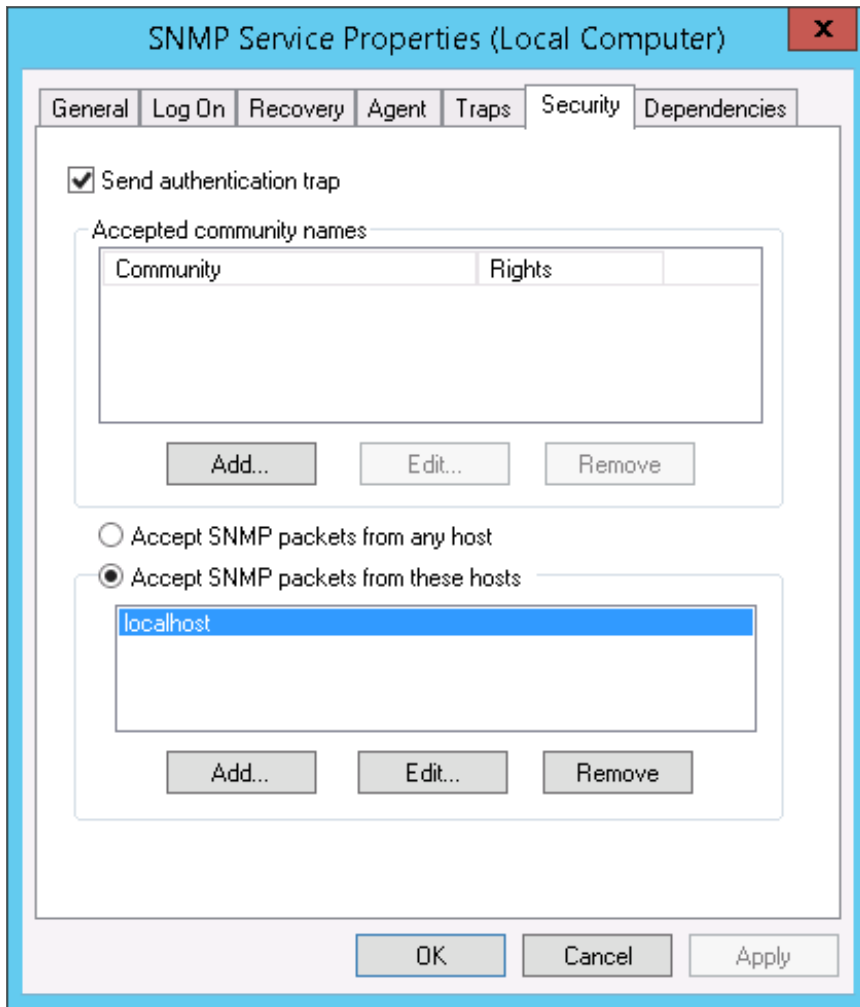 SNMP Service Properties (Local Computer)
x
General Log On Recovery Agent Traps Security Dependencies
Send authentication trap
Accepted community names
Community Rights
Add... Edit... Remove
Accept SNMP packets from any host
Accept SNMP packets from these hosts
localhost
Add... Edit... Remove
OK Cancel Apply